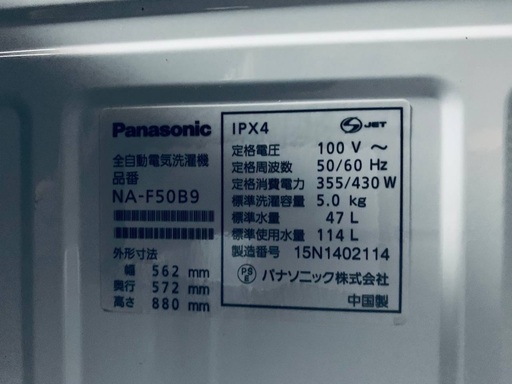 Panasonic
全自動電気洗濯機
品番
NA-F50B9
外形寸法
幅 562 mm
奥行 572 mm
高さ 880 mm
IPX4 JET
定格電圧 100 V ～
定格周波数 50/60 Hz
定格消費電力 355/430 W
標準洗濯容量 5.0 kg
標準水量 47 L
標準使用水量 114 L
製造番号 15N1402114
PS E パナソニック株式会社
中国製